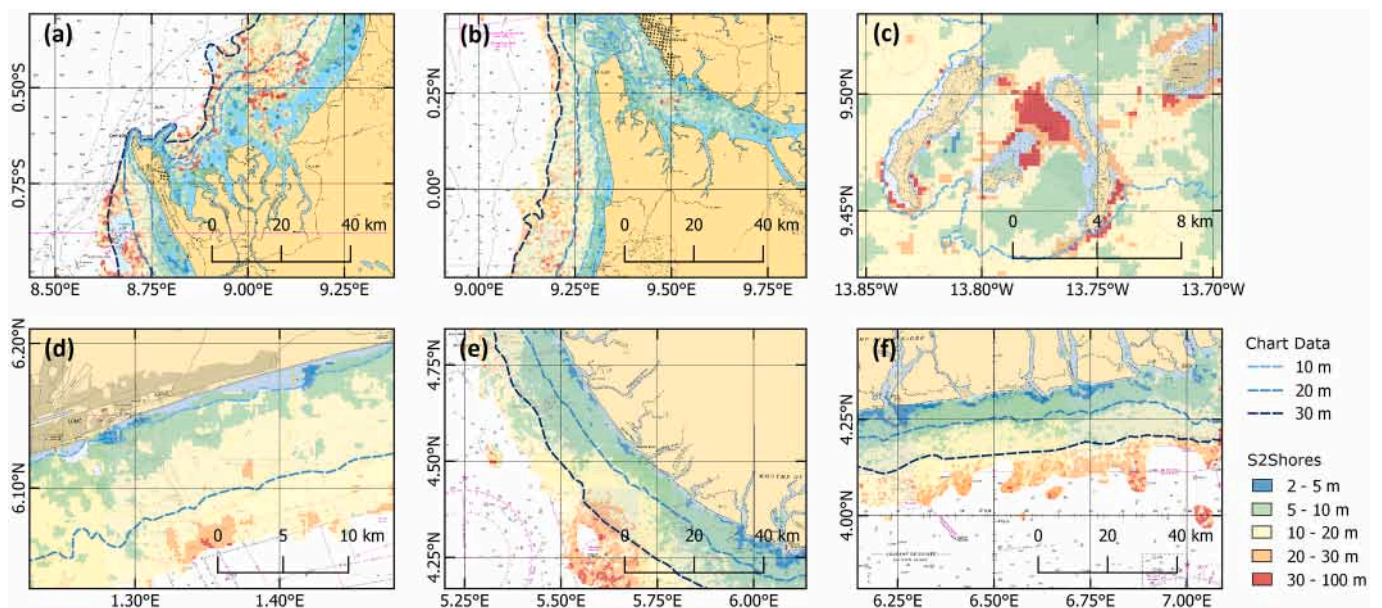 (a)
0.50°S
0.75°S
0 20 40 km
8.50°E 8.75°E 9.00°E 9.25°E
(b)
0.25°N
0.00°N
0 20 40 km
9.00°E 9.25°E 9.50°E 9.75°E
(c)
9.50°N
9.45°N
0 4 8 km
13.85°W 13.80°W 13.75°W 13.70°W
(d)
6.20°N
6.10°N
0 5 10 km
1.30°E 1.40°E
(e)
4.75°N
4.50°N
4.25°N
0 20 40 km
5.25°E 5.50°E 5.75°E 6.00°E
(f)
4.25°N
4.00°N
0 20 40 km
6.25°E 6.50°E 6.75°E 7.00°E
Chart Data
10 m
20 m
30 m
S2Shores
2 - 5 m
5 - 10 m
10 - 20 m
20 - 30 m
30 - 100 m